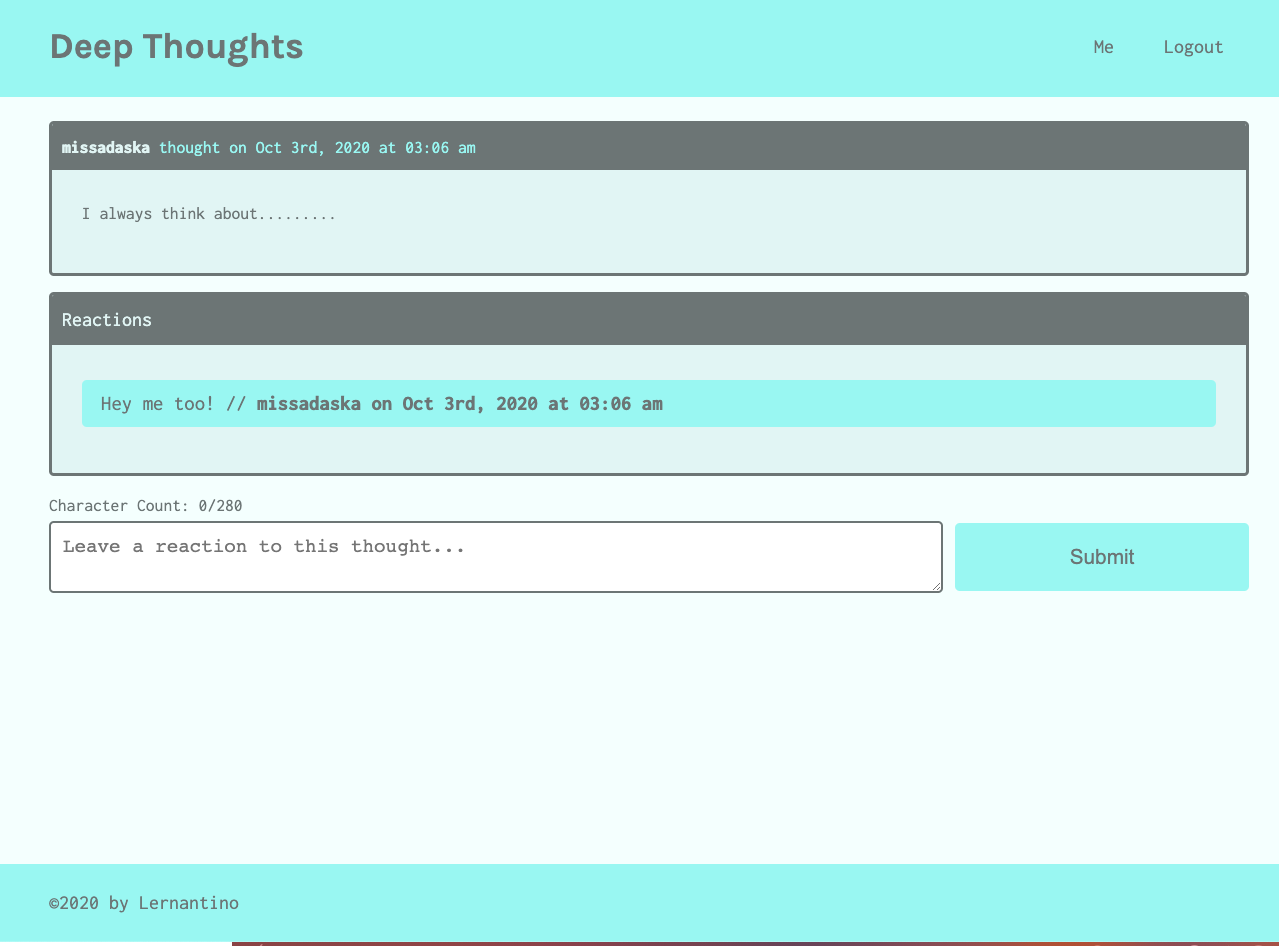 Deep Thoughts
Me Logout
missadaska thought on Oct 3rd, 2020 at 03:06 am
I always think about.........
Reactions
Hey me too! // missadaska on Oct 3rd, 2020 at 03:06 am
Character Count: 0/280
Leave a reaction to this thought...
Submit
©2020 by Lernantino